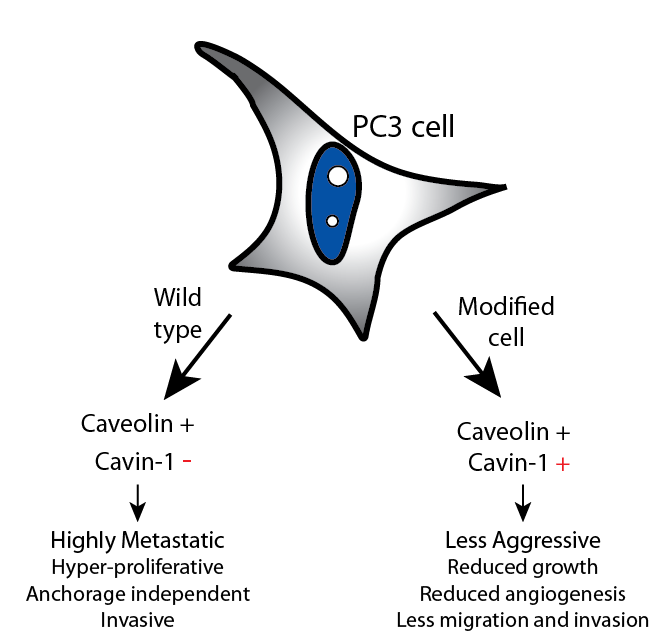 PC3 cell
Wild
type
Caveolin +
Cavin-1 -
Highly Metastatic
Hyper-proliferative
Anchorage independent
Invasive
Modified
cell
Caveolin +
Cavin-1 +
Less Aggressive
Reduced growth
Reduced angiogenesis
Less migration and invasion